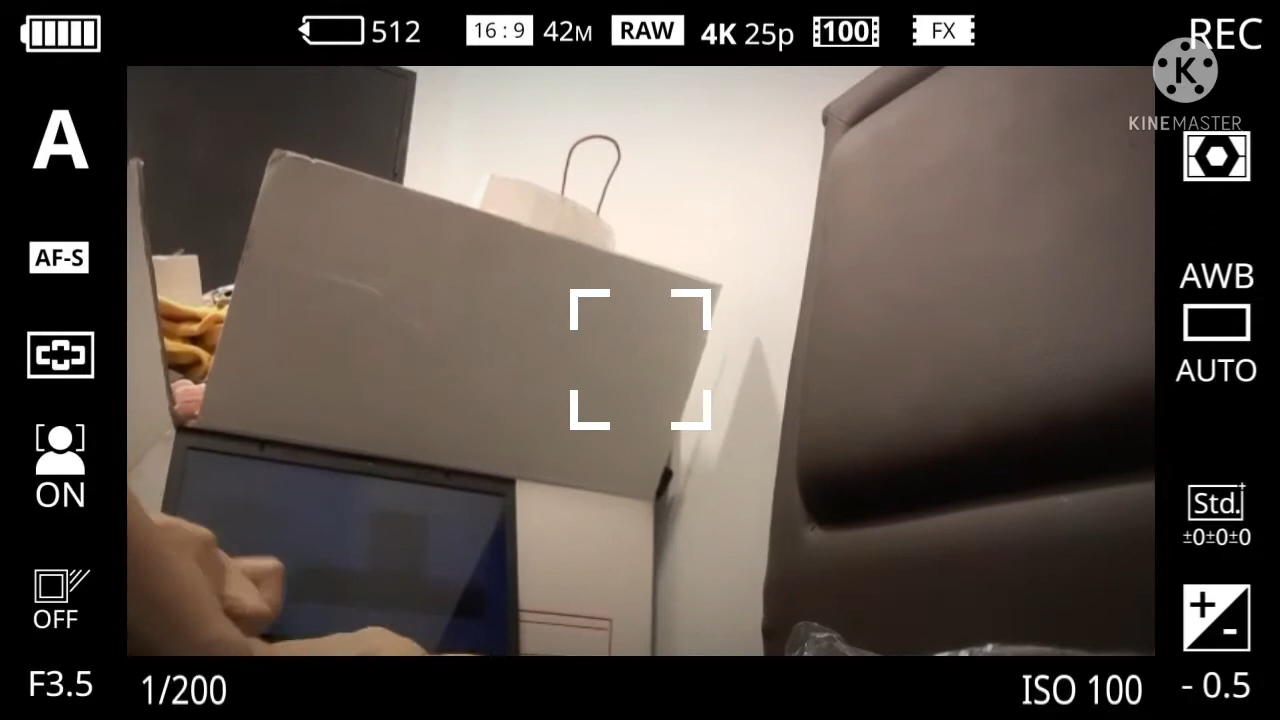 512 16:9 42M RAW 4K 25p 100 FX REC
K
KINEMASTER
A
AF-S
AWB
AUTO
ON
Std.
±0±0±0
OFF
F3.5 1/200 ISO 100 - 0.5